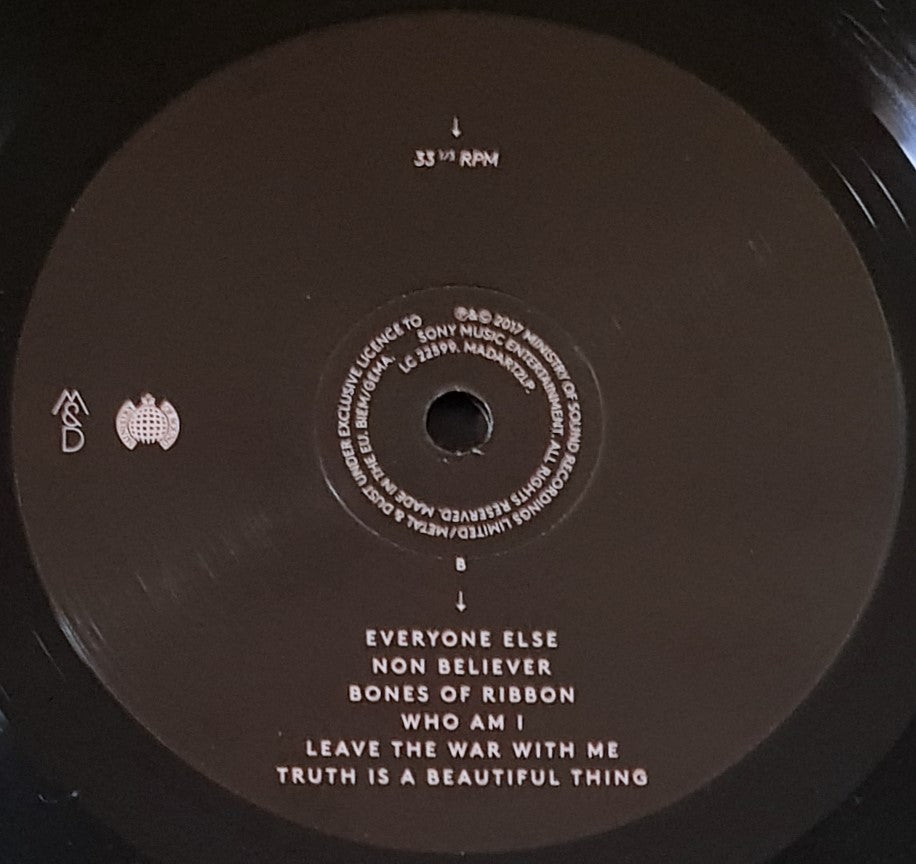 ↓
33 1/3 RPM
℗&© 2017 MINISTRY OF SOUND RECORDINGS LIMITED/METAL & DUST UNDER EXCLUSIVE LICENCE TO
SONY MUSIC ENTERTAINMENT. ALL RIGHTS RESERVED. MADE IN THE EU. BIEM/GEMA.
LC 22599. MADART2LP.
M&D
B
↓
EVERYONE ELSE
NON BELIEVER
BONES OF RIBBON
WHO AM I
LEAVE THE WAR WITH ME
TRUTH IS A BEAUTIFUL THING